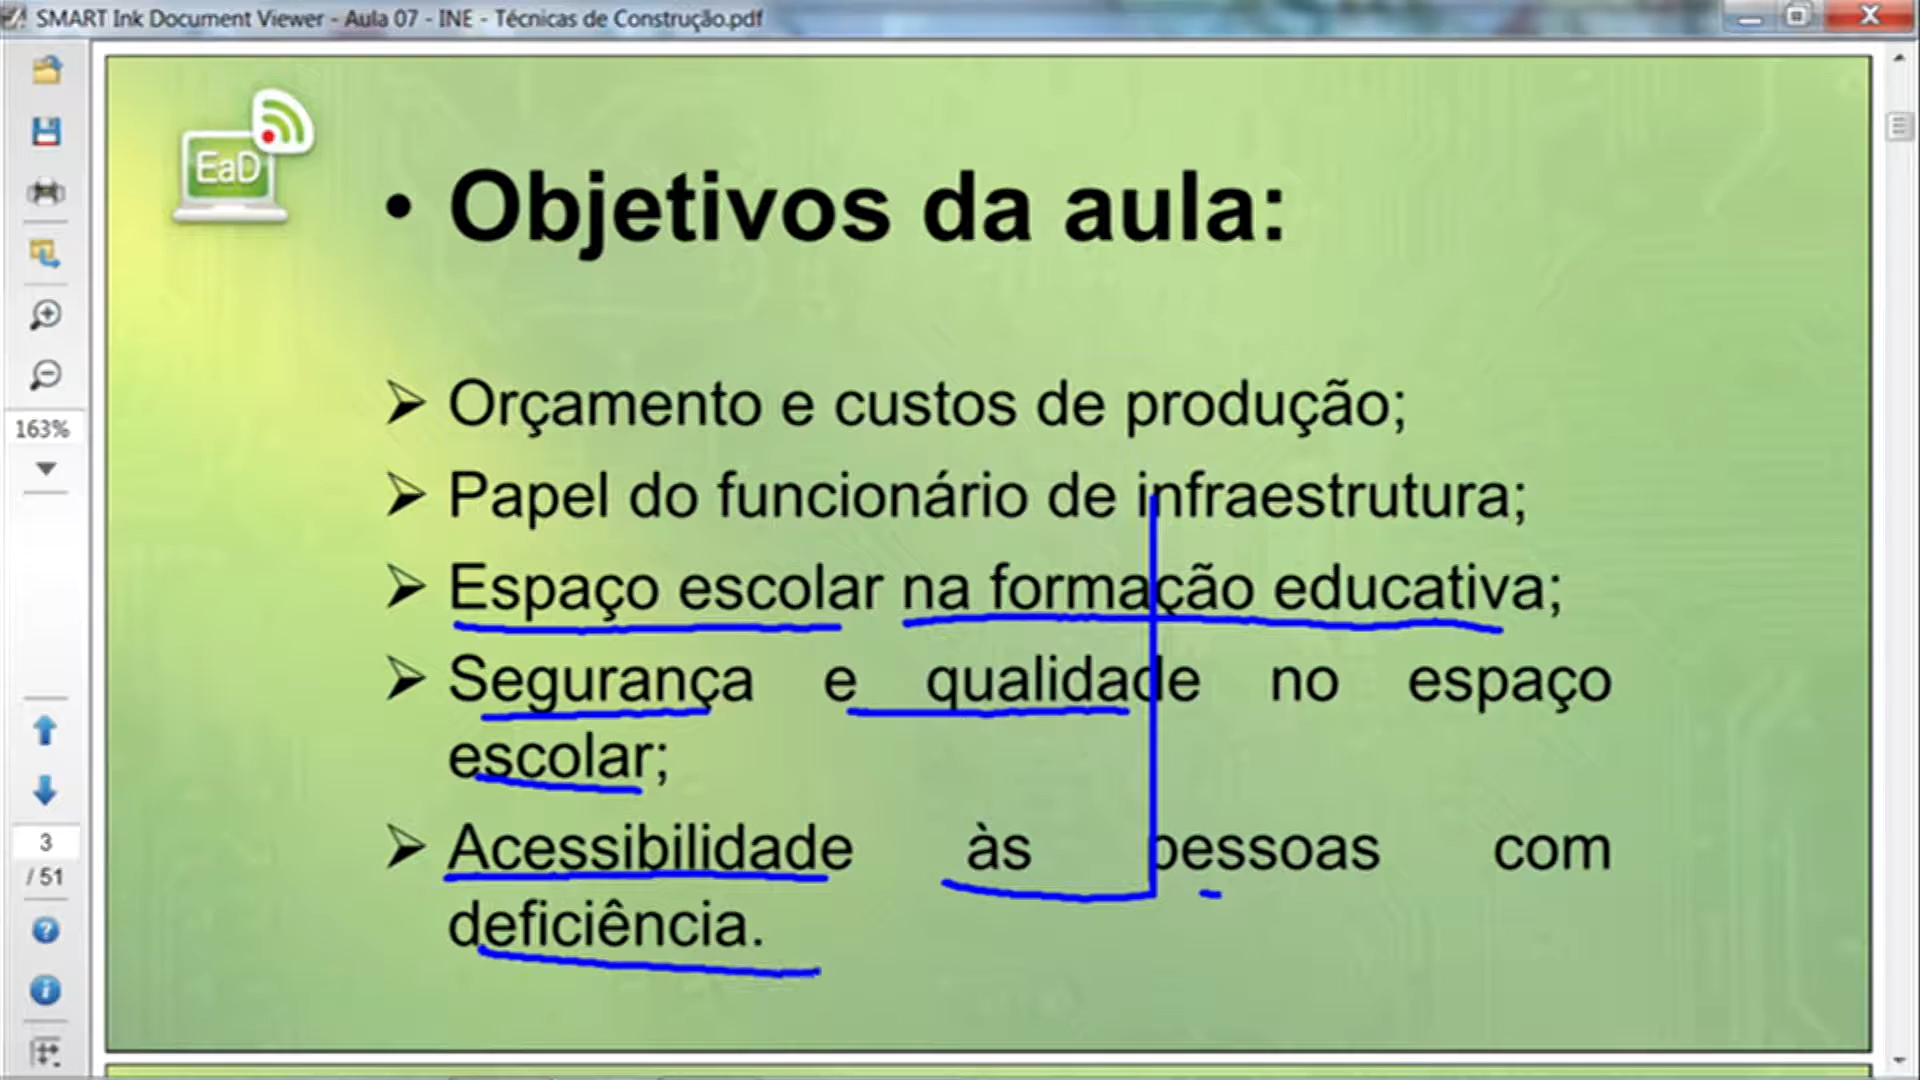 SMART Ink Document Viewer - Aula 07 - INE - Técnicas de Construção.pdf
EaD
• Objetivos da aula:
➢ Orçamento e custos de produção;
➢ Papel do funcionário de infraestrutura;
➢ Espaço escolar na formação educativa;
➢ Segurança e qualidade no espaço
escolar;
➢ Acessibilidade às pessoas com
deficiência.
163%
3
/ 51